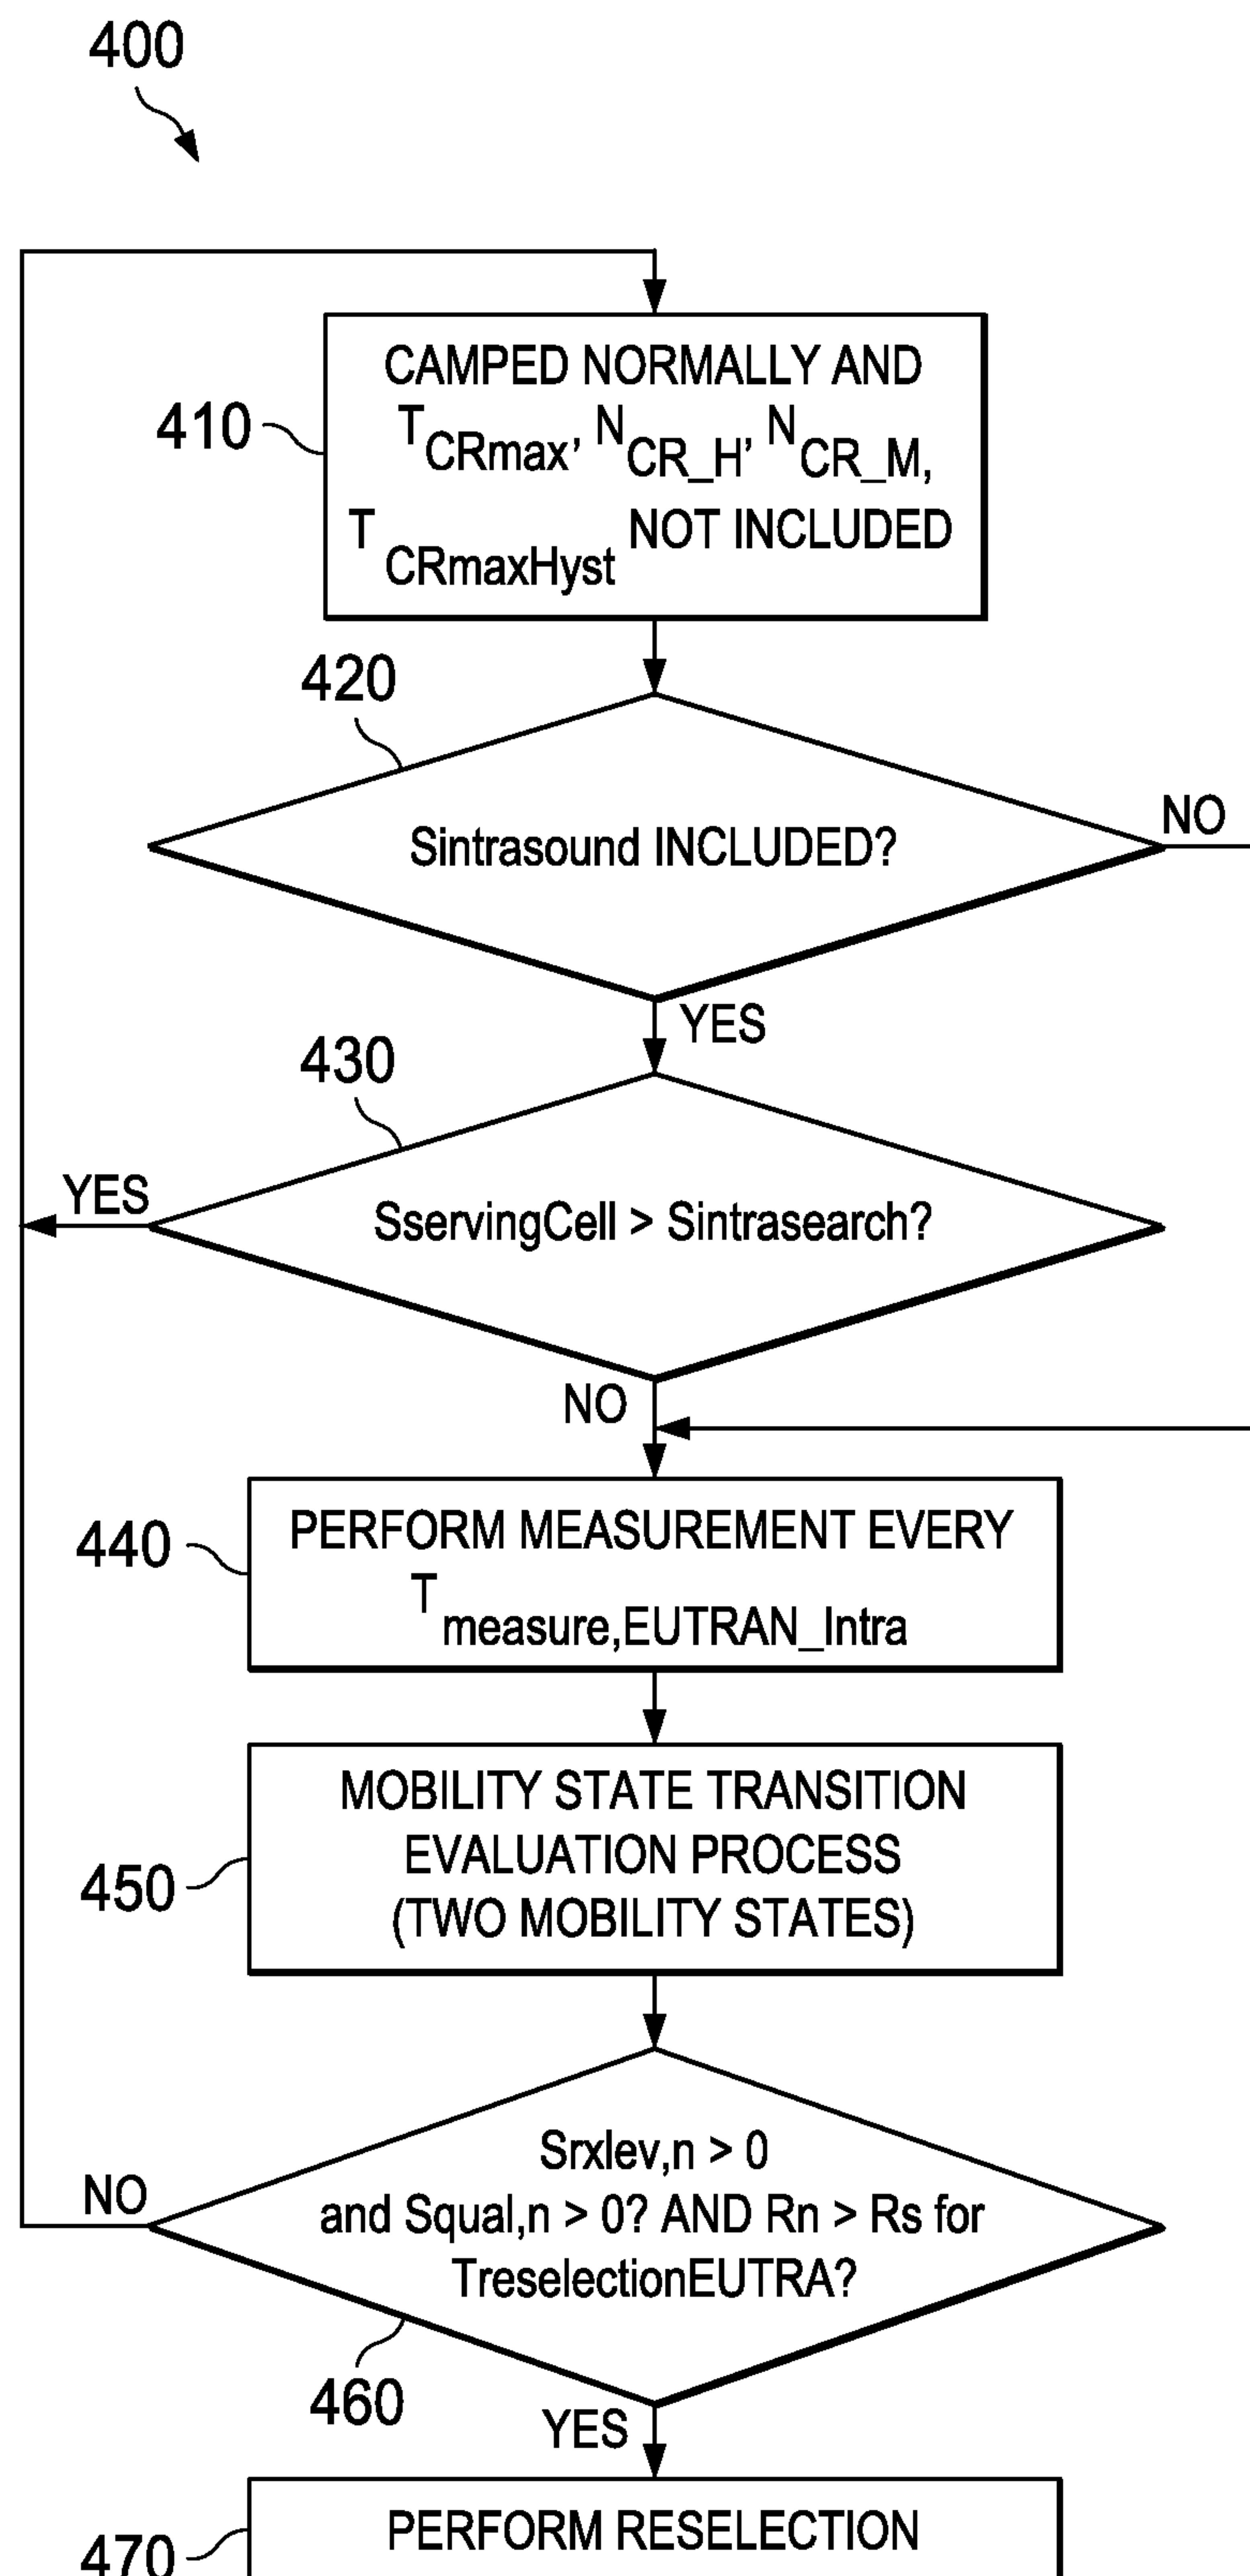 400
410
CAMPED NORMALLY AND
TCRmax, NCR_H, NCR_M,
TCRmaxHyst NOT INCLUDED
420
Sintrasound INCLUDED?
NO
YES
430
SservingCell > Sintrasearch?
YES
NO
440
PERFORM MEASUREMENT EVERY
Tmeasure,EUTRAN_Intra
450
MOBILITY STATE TRANSITION
EVALUATION PROCESS
(TWO MOBILITY STATES)
Srxlev,n > 0
and Squal,n > 0? AND Rn > Rs for
TreselectionEUTRA?
NO
460
YES
470
PERFORM RESELECTION